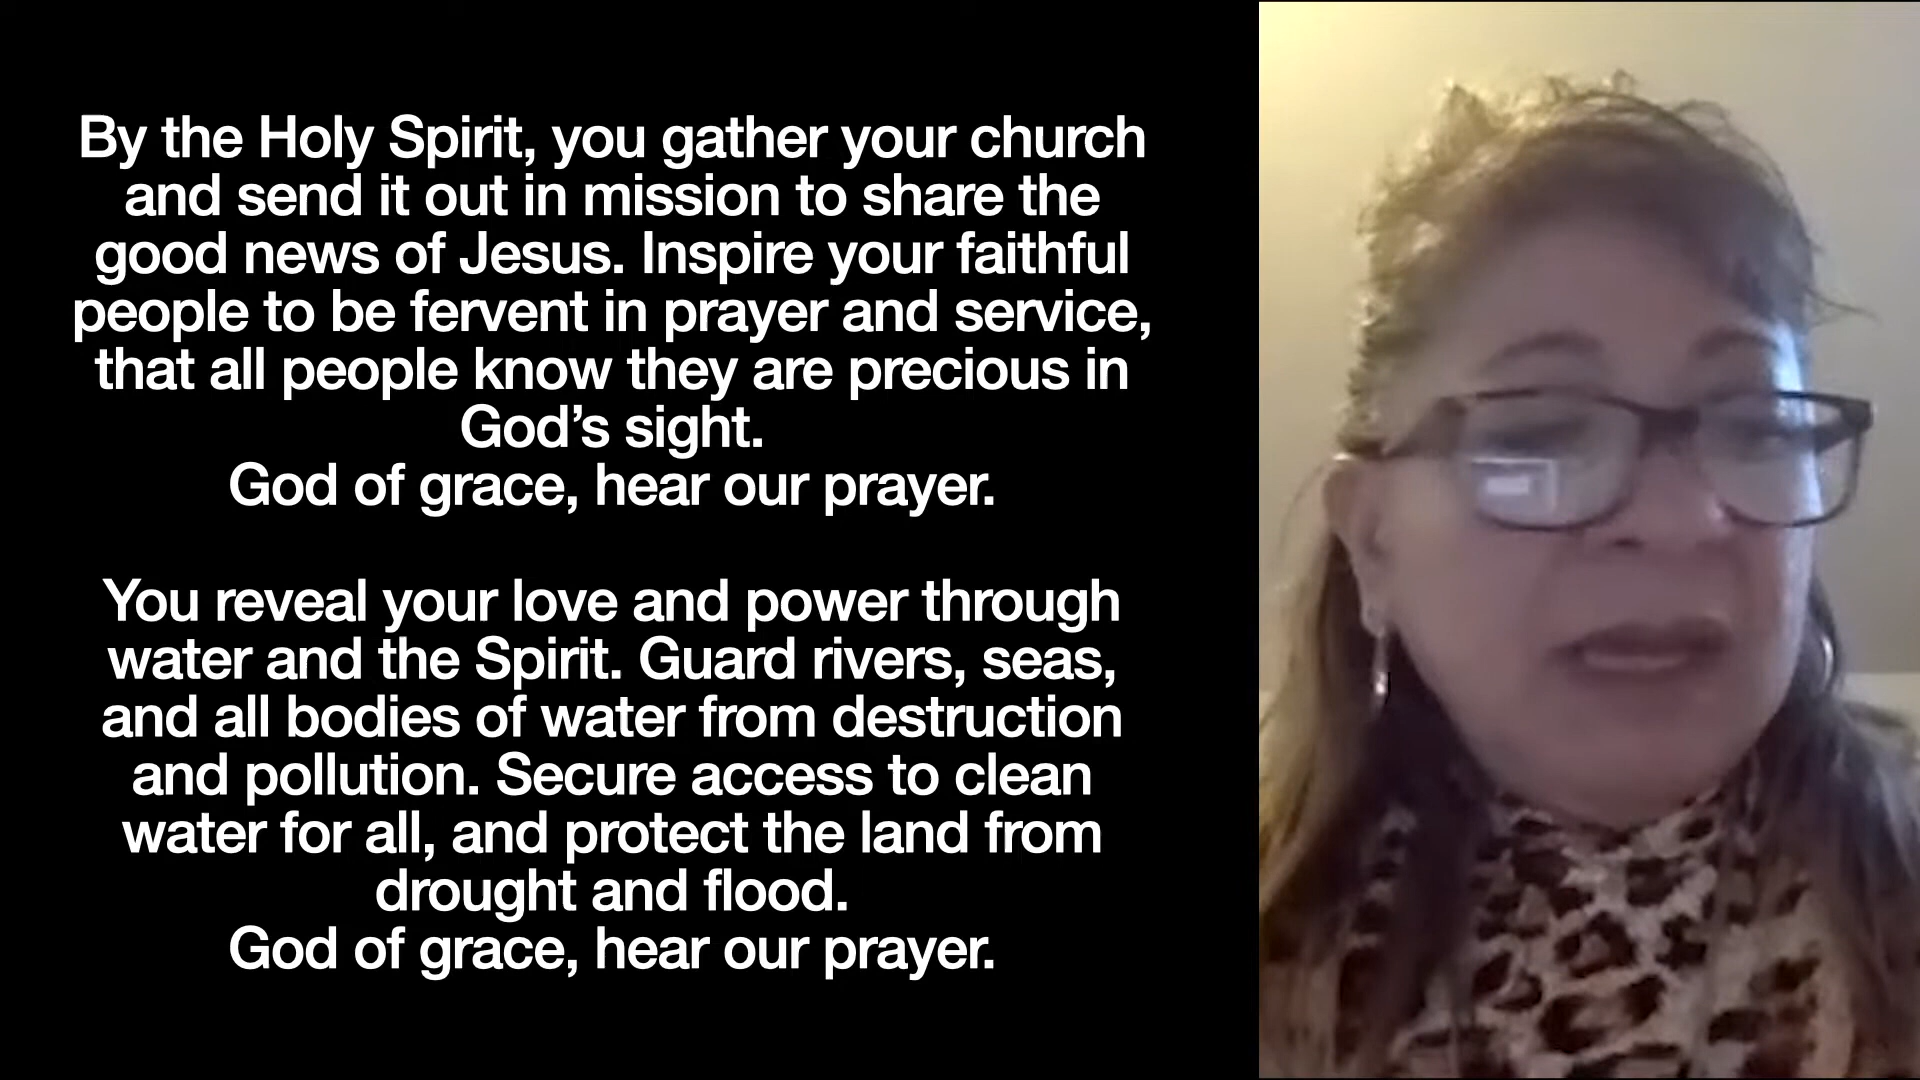 By the Holy Spirit, you gather your church
and send it out in mission to share the
good news of Jesus. Inspire your faithful
people to be fervent in prayer and service,
that all people know they are precious in
God’s sight.
God of grace, hear our prayer.
You reveal your love and power through
water and the Spirit. Guard rivers, seas,
and all bodies of water from destruction
and pollution. Secure access to clean
water for all, and protect the land from
drought and flood.
God of grace, hear our prayer.